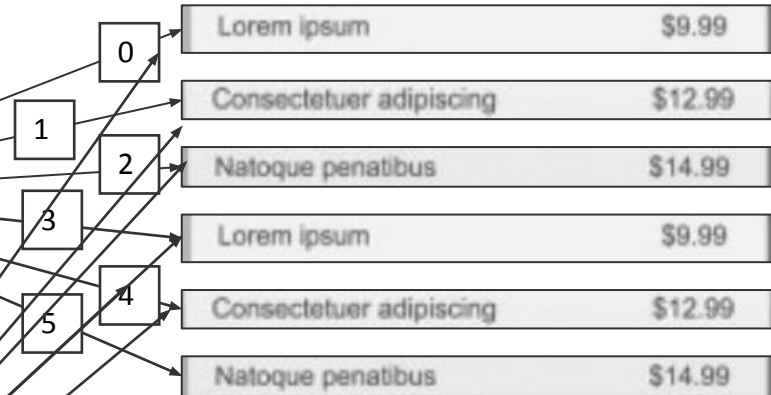 0
Lorem ipsum $9.99
1
Consectetuer adipiscing $12.99
2
Natoque penatibus $14.99
3
Lorem ipsum $9.99
4
Consectetuer adipiscing $12.99
5
Natoque penatibus $14.99